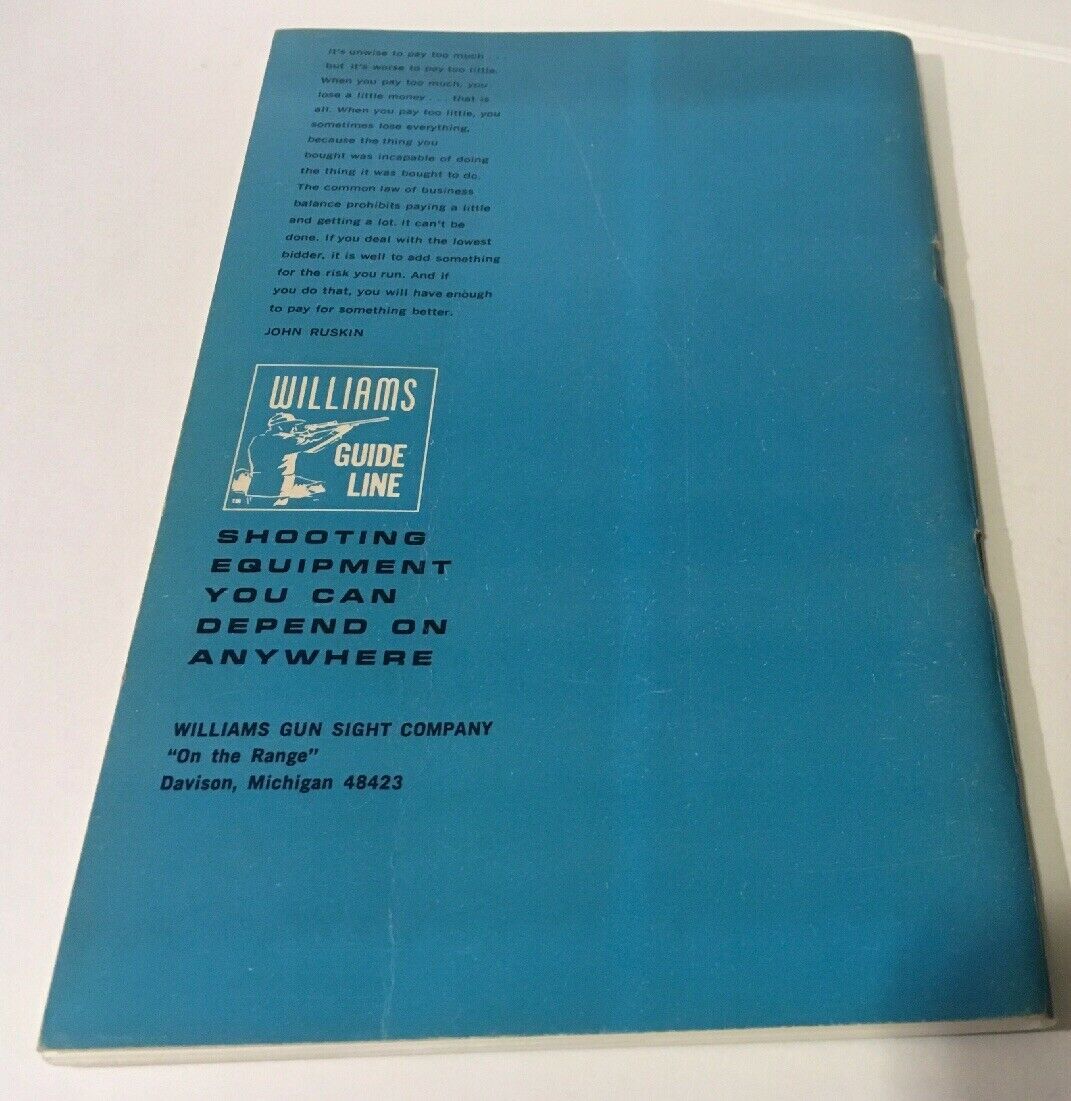 It's unwise to pay too much . . .
but it's worse to pay too little.
When you pay too much, you
lose a little money . . . that is
all. When you pay too little, you
sometimes lose everything,
because the thing you
bought was incapable of doing
the thing it was bought to do.
The common law of business
balance prohibits paying a little
and getting a lot. It can't be
done. If you deal with the lowest
bidder, it is well to add something
for the risk you run. And if
you do that, you will have enough
to pay for something better.
JOHN RUSKIN
WILLIAMS
GUIDE
LINE
SHOOTING
EQUIPMENT
YOU CAN
DEPEND ON
ANYWHERE
WILLIAMS GUN SIGHT COMPANY
"On the Range"
Davison, Michigan 48423